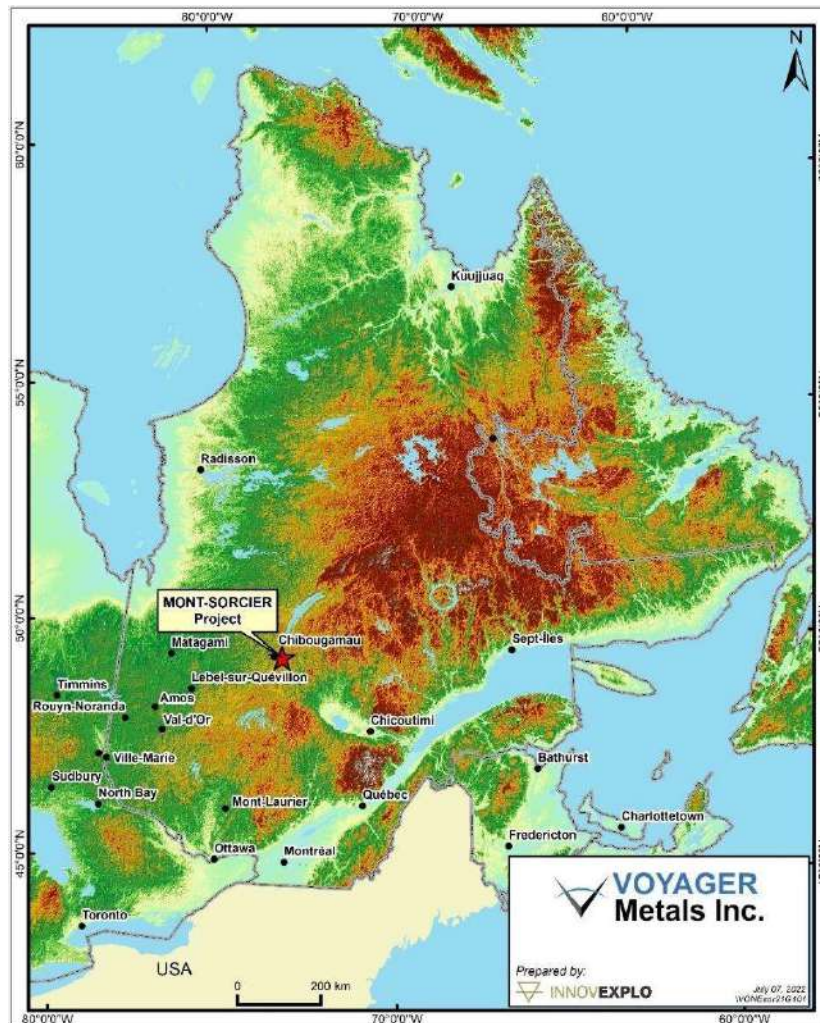 80°0'0"W
70°0'0"W
60°0'0"W
N
60°0'0"N
Kuujjuaq
55°0'0"N
Radisson
50°0'0"N
MONT-SORCIER
Project
Chibougamau
Matagami
Sept-Îles
Lebel-sur-Quévillon
Timmins
Amos
Rouyn-Noranda
Val-d'Or
Chicoutimi
Ville-Marie
Bathurst
Sudbury
North Bay
Mont-Laurier
Québec
Charlottetown
Ottawa
Montréal
Fredericton
45°0'0"N
Toronto
USA
0
200 km
VOYAGER
Metals Inc.
Prepared by:
INNOVEXPLO
July 07, 2022
80°0'0"W
70°0'0"W
60°0'0"W